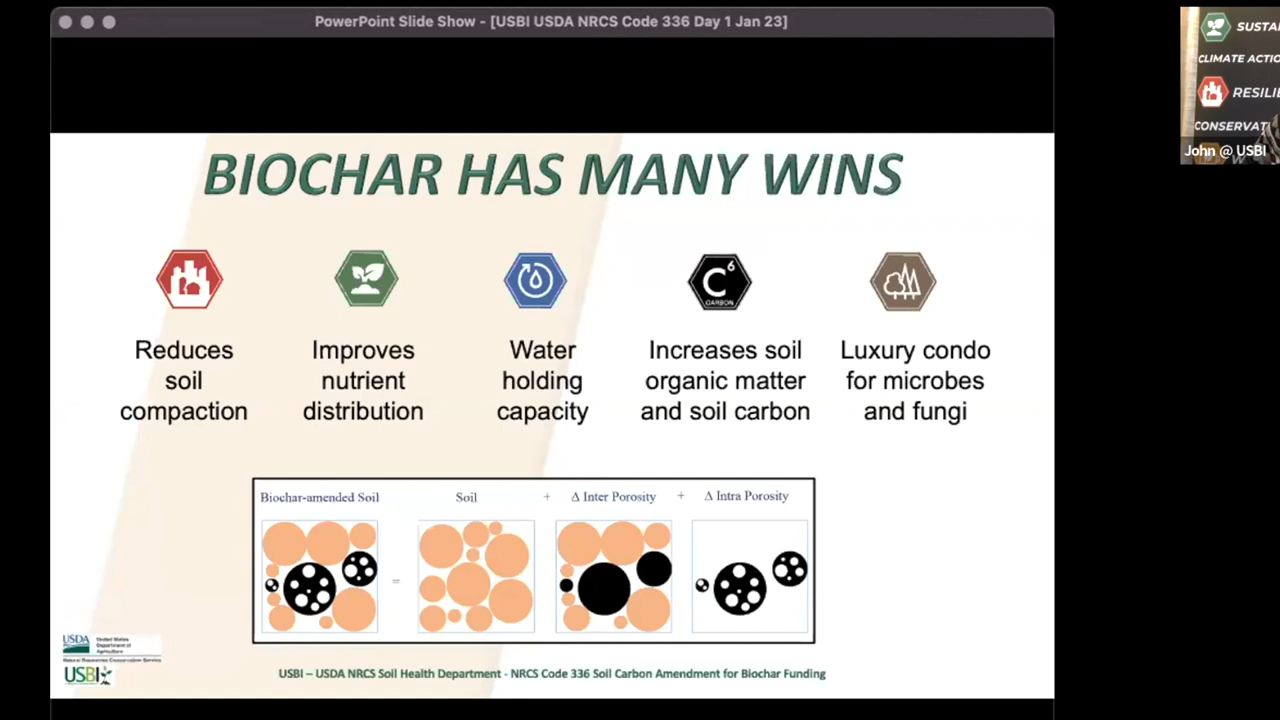 PowerPoint Slide Show - [USBI USDA NRCS Code 336 Day 1 Jan 23]
SUSTA
CLIMATE ACTIO
RESILIE
CONSERVAT
John @ USBI
BIOCHAR HAS MANY WINS
C 6
CARBON
Reduces
soil
compaction
Improves
nutrient
distribution
Water
holding
capacity
Increases soil
organic matter
and soil carbon
Luxury condo
for microbes
and fungi
Biochar-amended Soil
Soil
+
Δ Inter Porosity
+
Δ Intra Porosity
=
USDA
United States
Department of
Agriculture
Natural Resources Conservation Service
USBI
USBI – USDA NRCS Soil Health Department - NRCS Code 336 Soil Carbon Amendment for Biochar Funding